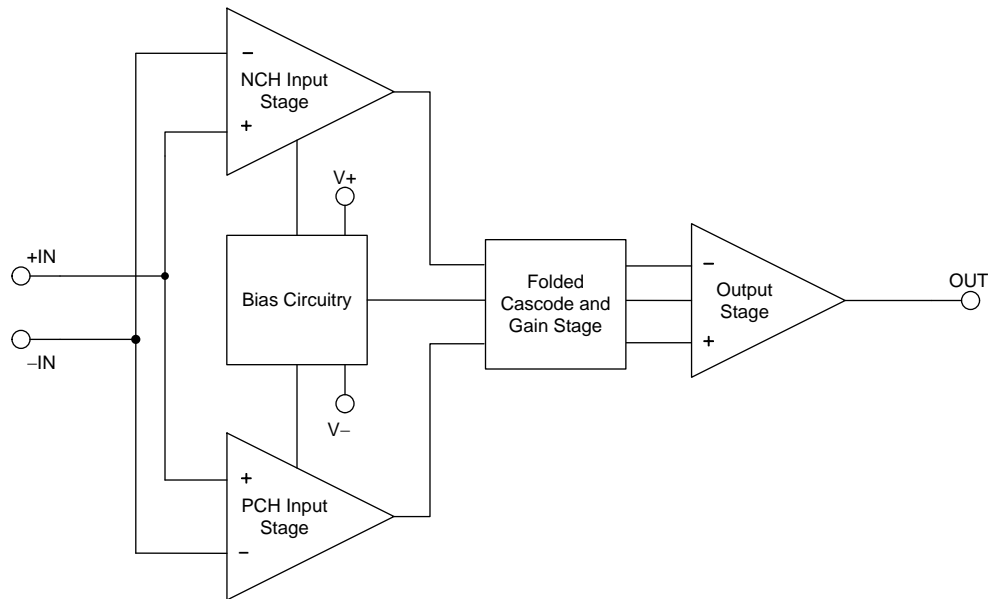 −
NCH Input
Stage
+
V+
+IN
Bias Circuitry
−IN
V−
+
PCH Input
Stage
−
Folded
Cascode and
Gain Stage
−
Output
Stage
+
OUT